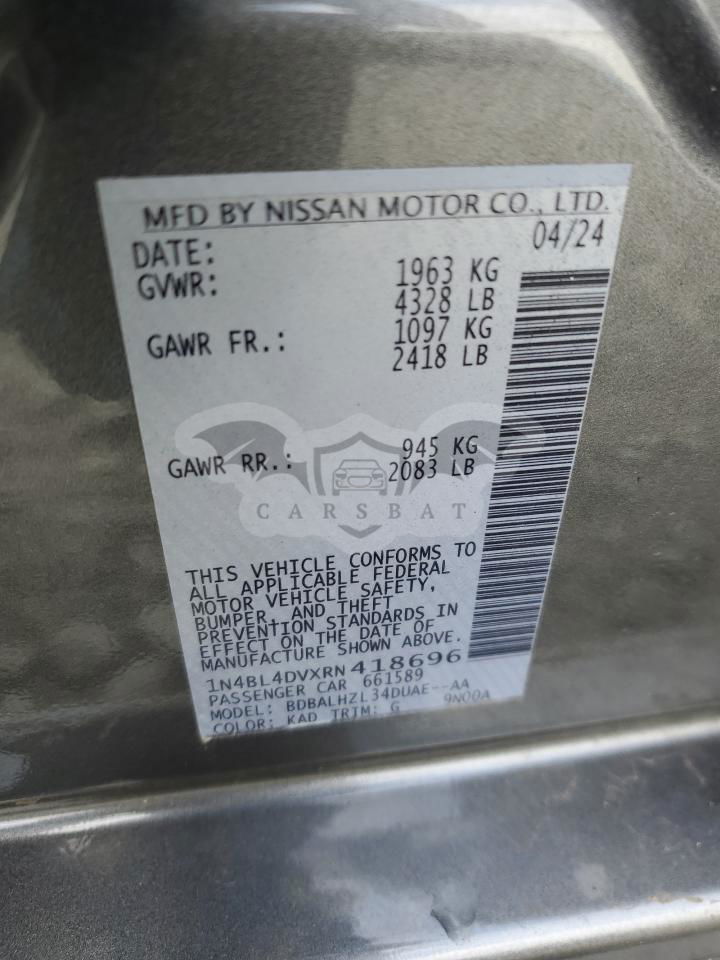 MFD BY NISSAN MOTOR CO., LTD.
DATE: 04/24
GVWR: 1963 KG
4328 LB
GAWR FR.: 1097 KG
2418 LB
GAWR RR.: 945 KG
2083 LB
CARSBAT
THIS VEHICLE CONFORMS TO
ALL APPLICABLE FEDERAL
MOTOR VEHICLE SAFETY,
BUMPER, AND THEFT
PREVENTION STANDARDS IN
EFFECT ON THE DATE OF
MANUFACTURE SHOWN ABOVE.
1N4BL4DVXRN418696
PASSENGER CAR 661589
MODEL: BDBALHZL34DUAE--AA
COLOR: KAD TRIM: G 9N00A